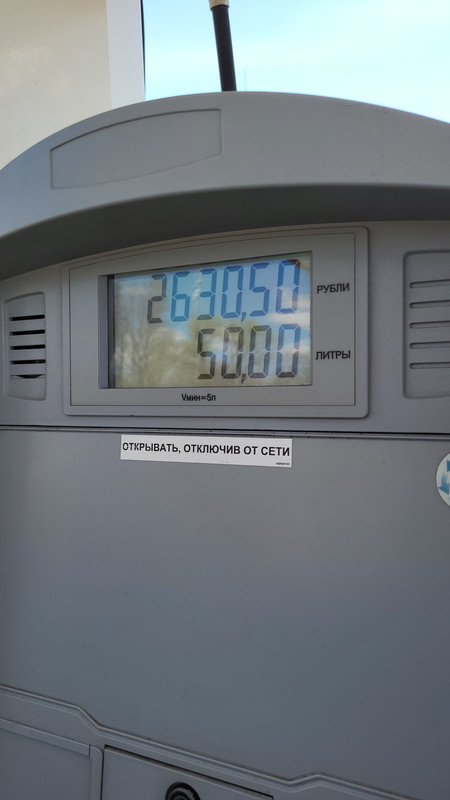 2630,50 РУБЛИ
50,00 ЛИТРЫ
Vмин=5л
ОТКРЫВАТЬ, ОТКЛЮЧИВ ОТ СЕТИ